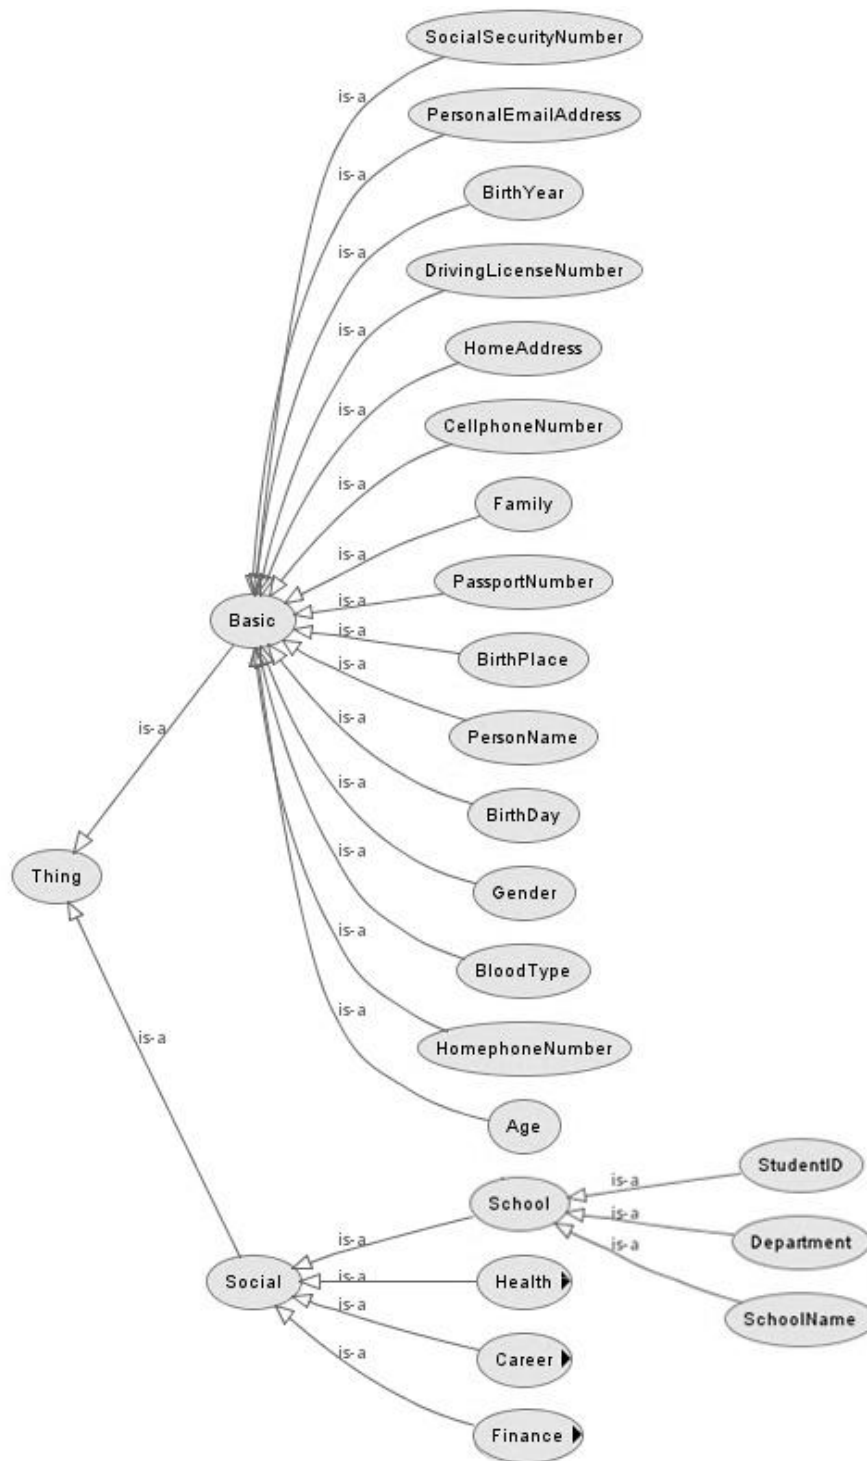 SocialSecurityNumber
is-a
PersonalEmailAddress
is-a
BirthYear
is-a
DrivingLicenseNumber
is-a
HomeAddress
is-a
CellphoneNumber
is-a
Family
is-a
PassportNumber
is-a
Basic
is-a
BirthPlace
is-a
PersonName
is-a
is-a
BirthDay
is-a
Gender
is-a
Thing
BloodType
is-a
HomephoneNumber
is-a
is-a
Age
StudentID
is-a
School
is-a
Department
is-a
is-a
Social
is-a
Health
is-a
SchoolName
is-a
Career
Finance